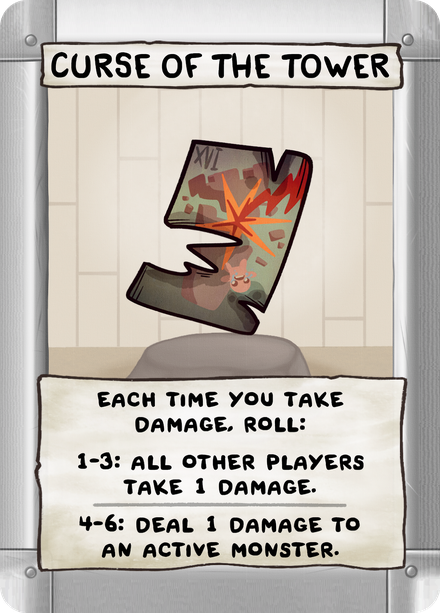 CURSE OF THE TOWER
XVI
EACH TIME YOU TAKE
DAMAGE, ROLL:
1-3: ALL OTHER PLAYERS
TAKE 1 DAMAGE.
4-6: DEAL 1 DAMAGE TO
AN ACTIVE MONSTER.